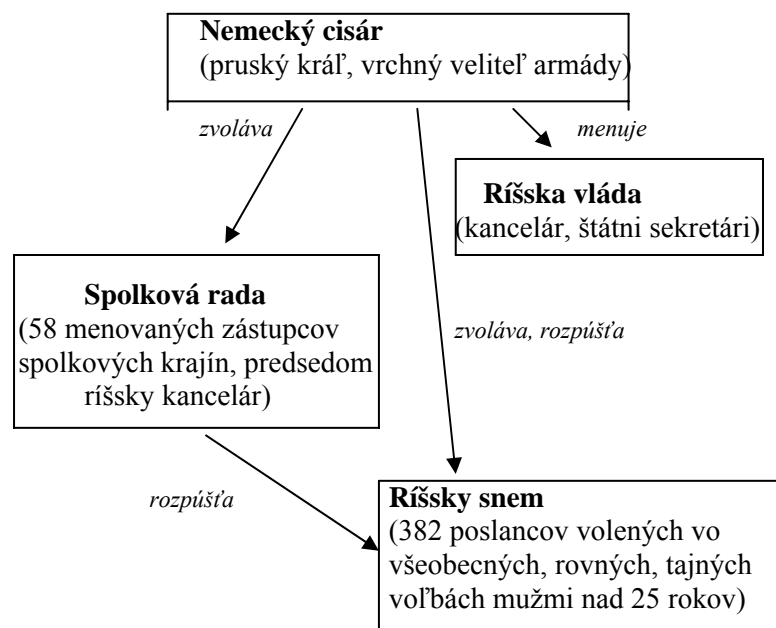 Nemecký cisár
(pruský kráľ, vrchný veliteľ armády)
zvoláva
menuje
Ríšska vláda
(kancelár, štátni sekretári)
Spolková rada
(58 menovaných zástupcov
spolkových krajín, predsedom
ríšsky kancelár)
zvoláva, rozpúšťa
rozpúšťa
Ríšsky snem
(382 poslancov volených vo
všeobecných, rovných, tajných
voľbách mužmi nad 25 rokov)